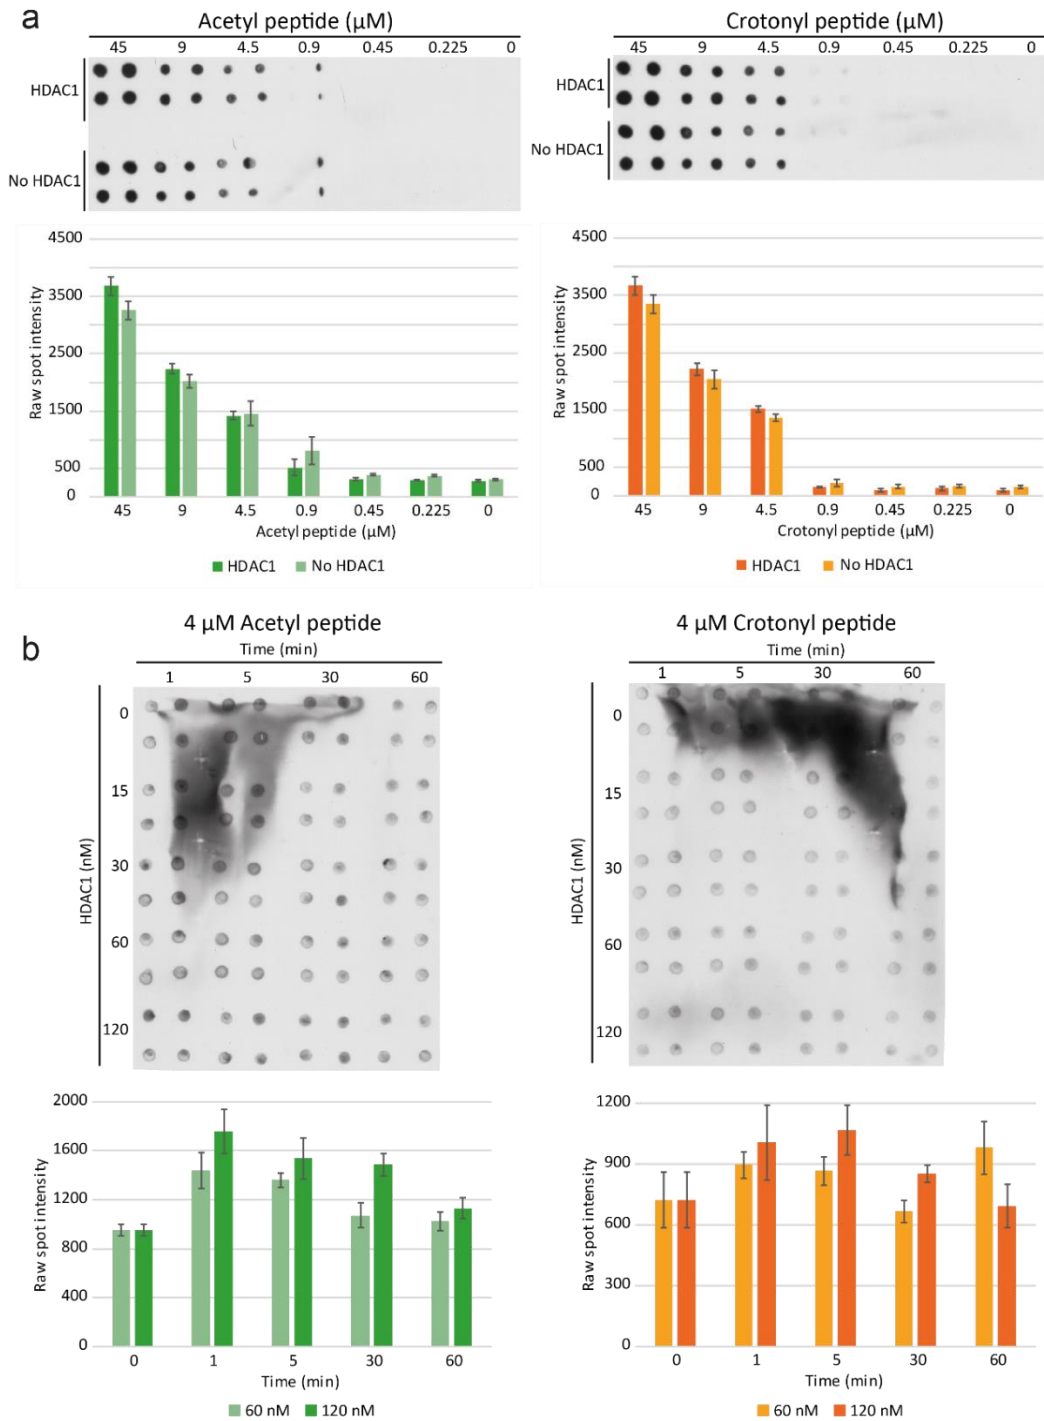 a
Acetyl peptide (µM)
45 9 4.5 0.9 0.45 0.225 0
HDAC1
No HDAC1
Crotonyl peptide (µM)
45 9 4.5 0.9 0.45 0.225 0
HDAC1
No HDAC1
4500
3500
2500
1500
500
0
Raw spot intensity
45 9 4.5 0.9 0.45 0.225 0
Acetyl peptide (µM)
HDAC1 No HDAC1
4500
3500
2500
1500
500
0
Raw spot intensity
45 9 4.5 0.9 0.45 0.225 0
Crotonyl peptide (µM)
HDAC1 No HDAC1
b
4 µM Acetyl peptide
Time (min)
1 5 30 60
HDAC1 (nM)
0
15
30
60
120
4 µM Crotonyl peptide
Time (min)
1 5 30 60
HDAC1 (nM)
0
15
30
60
120
2000
1600
1200
800
400
0
Raw spot intensity
0 1 5 30 60
Time (min)
60 nM 120 nM
1200
900
600
300
0
Raw spot intensity
0 1 5 30 60
Time (min)
60 nM 120 nM